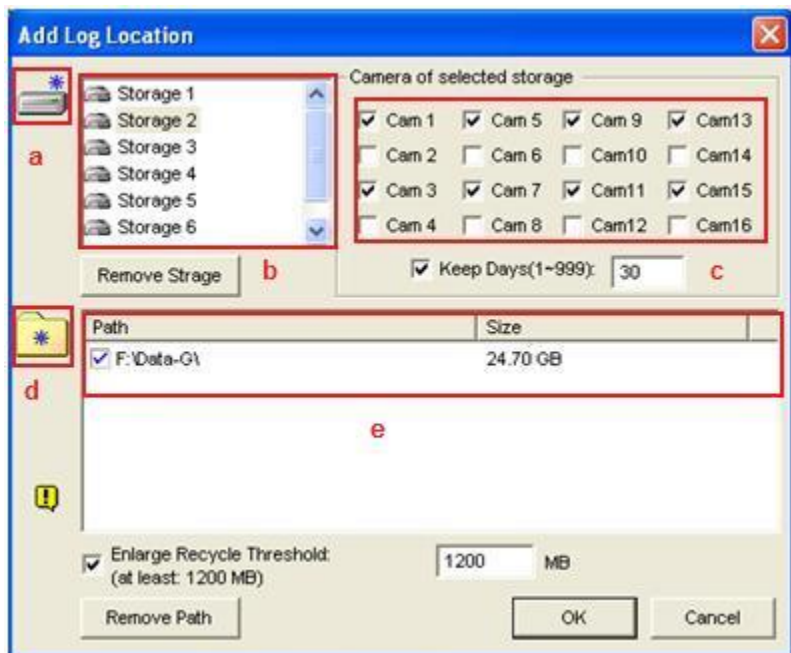 Add Log Location
a
Storage 1
Storage 2
Storage 3
Storage 4
Storage 5
Storage 6
b
Remove Strage
Camera of selected storage
Cam 1 Cam 5 Cam 9 Cam13
Cam 2 Cam 6 Cam10 Cam14
Cam 3 Cam 7 Cam11 Cam15
Cam 4 Cam 8 Cam12 Cam16
Keep Days(1~999): 30
c
d
Path Size
F:\Data-G\ 24.70 GB
e
Enlarge Recycle Threshold: 1200 MB
(at least: 1200 MB)
Remove Path OK Cancel